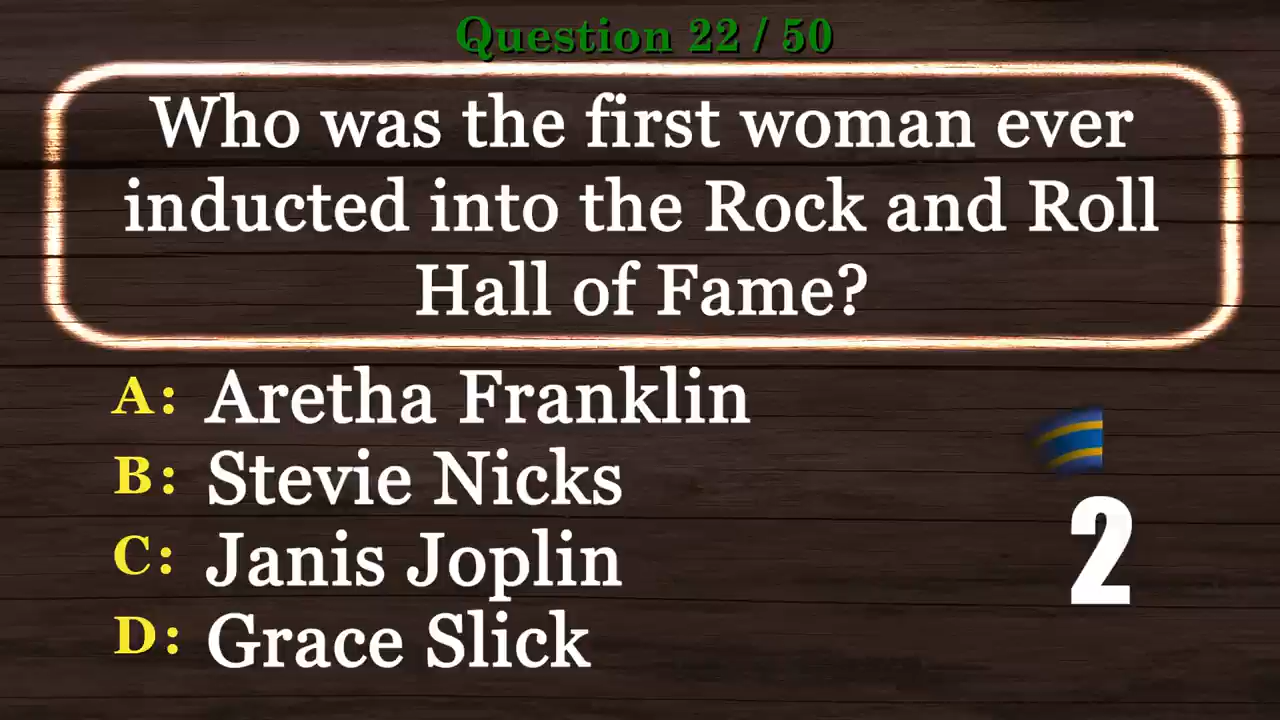 Question 22 / 50
Who was the first woman ever
inducted into the Rock and Roll
Hall of Fame?
A: Aretha Franklin
B: Stevie Nicks
C: Janis Joplin
D: Grace Slick
2